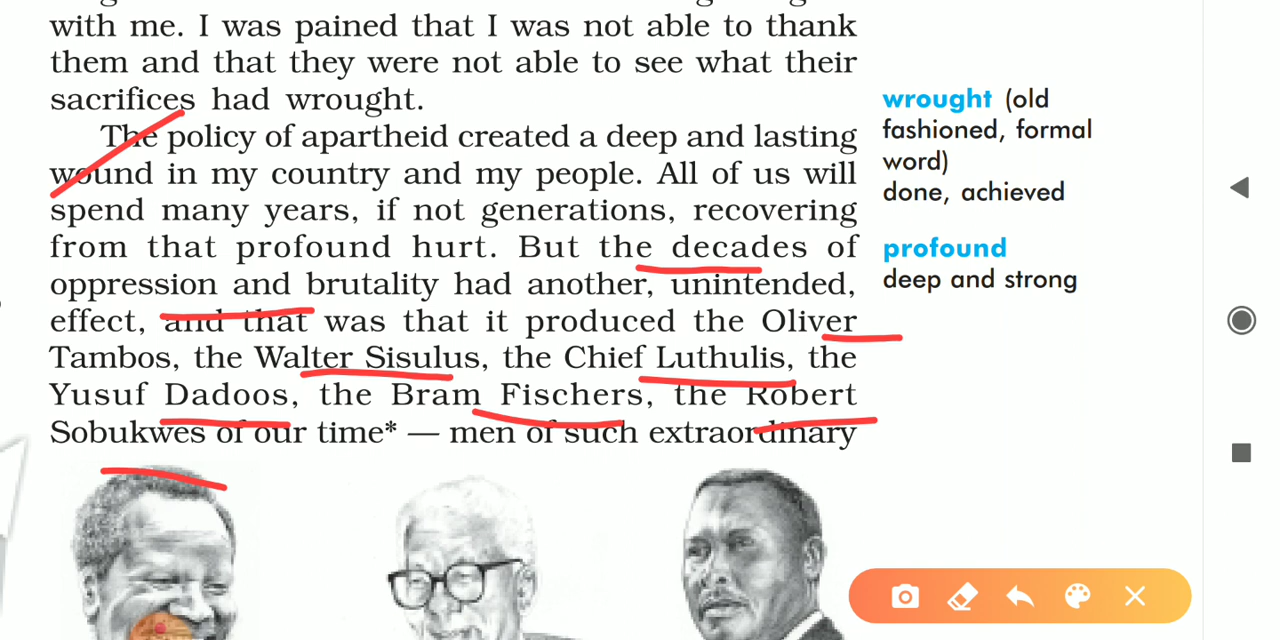 with me. I was pained that I was not able to thank
them and that they were not able to see what their
sacrifices had wrought.
The policy of apartheid created a deep and lasting
wound in my country and my people. All of us will
spend many years, if not generations, recovering
from that profound hurt. But the decades of
oppression and brutality had another, unintended,
effect, and that was that it produced the Oliver
Tambos, the Walter Sisulus, the Chief Luthulis, the
Yusuf Dadoos, the Bram Fischers, the Robert
Sobukwes of our time* — men of such extraordinary
wrought (old
fashioned, formal
word)
done, achieved
profound
deep and strong